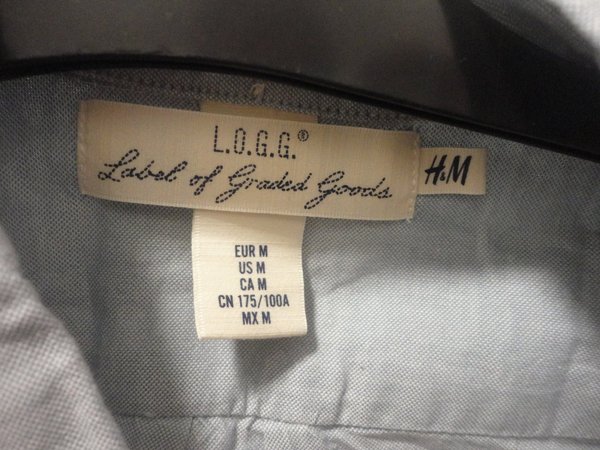 L.O.G.G.®
Label of Graded Goods
H&M
EUR M
US M
CA M
CN 175/100A
MX M